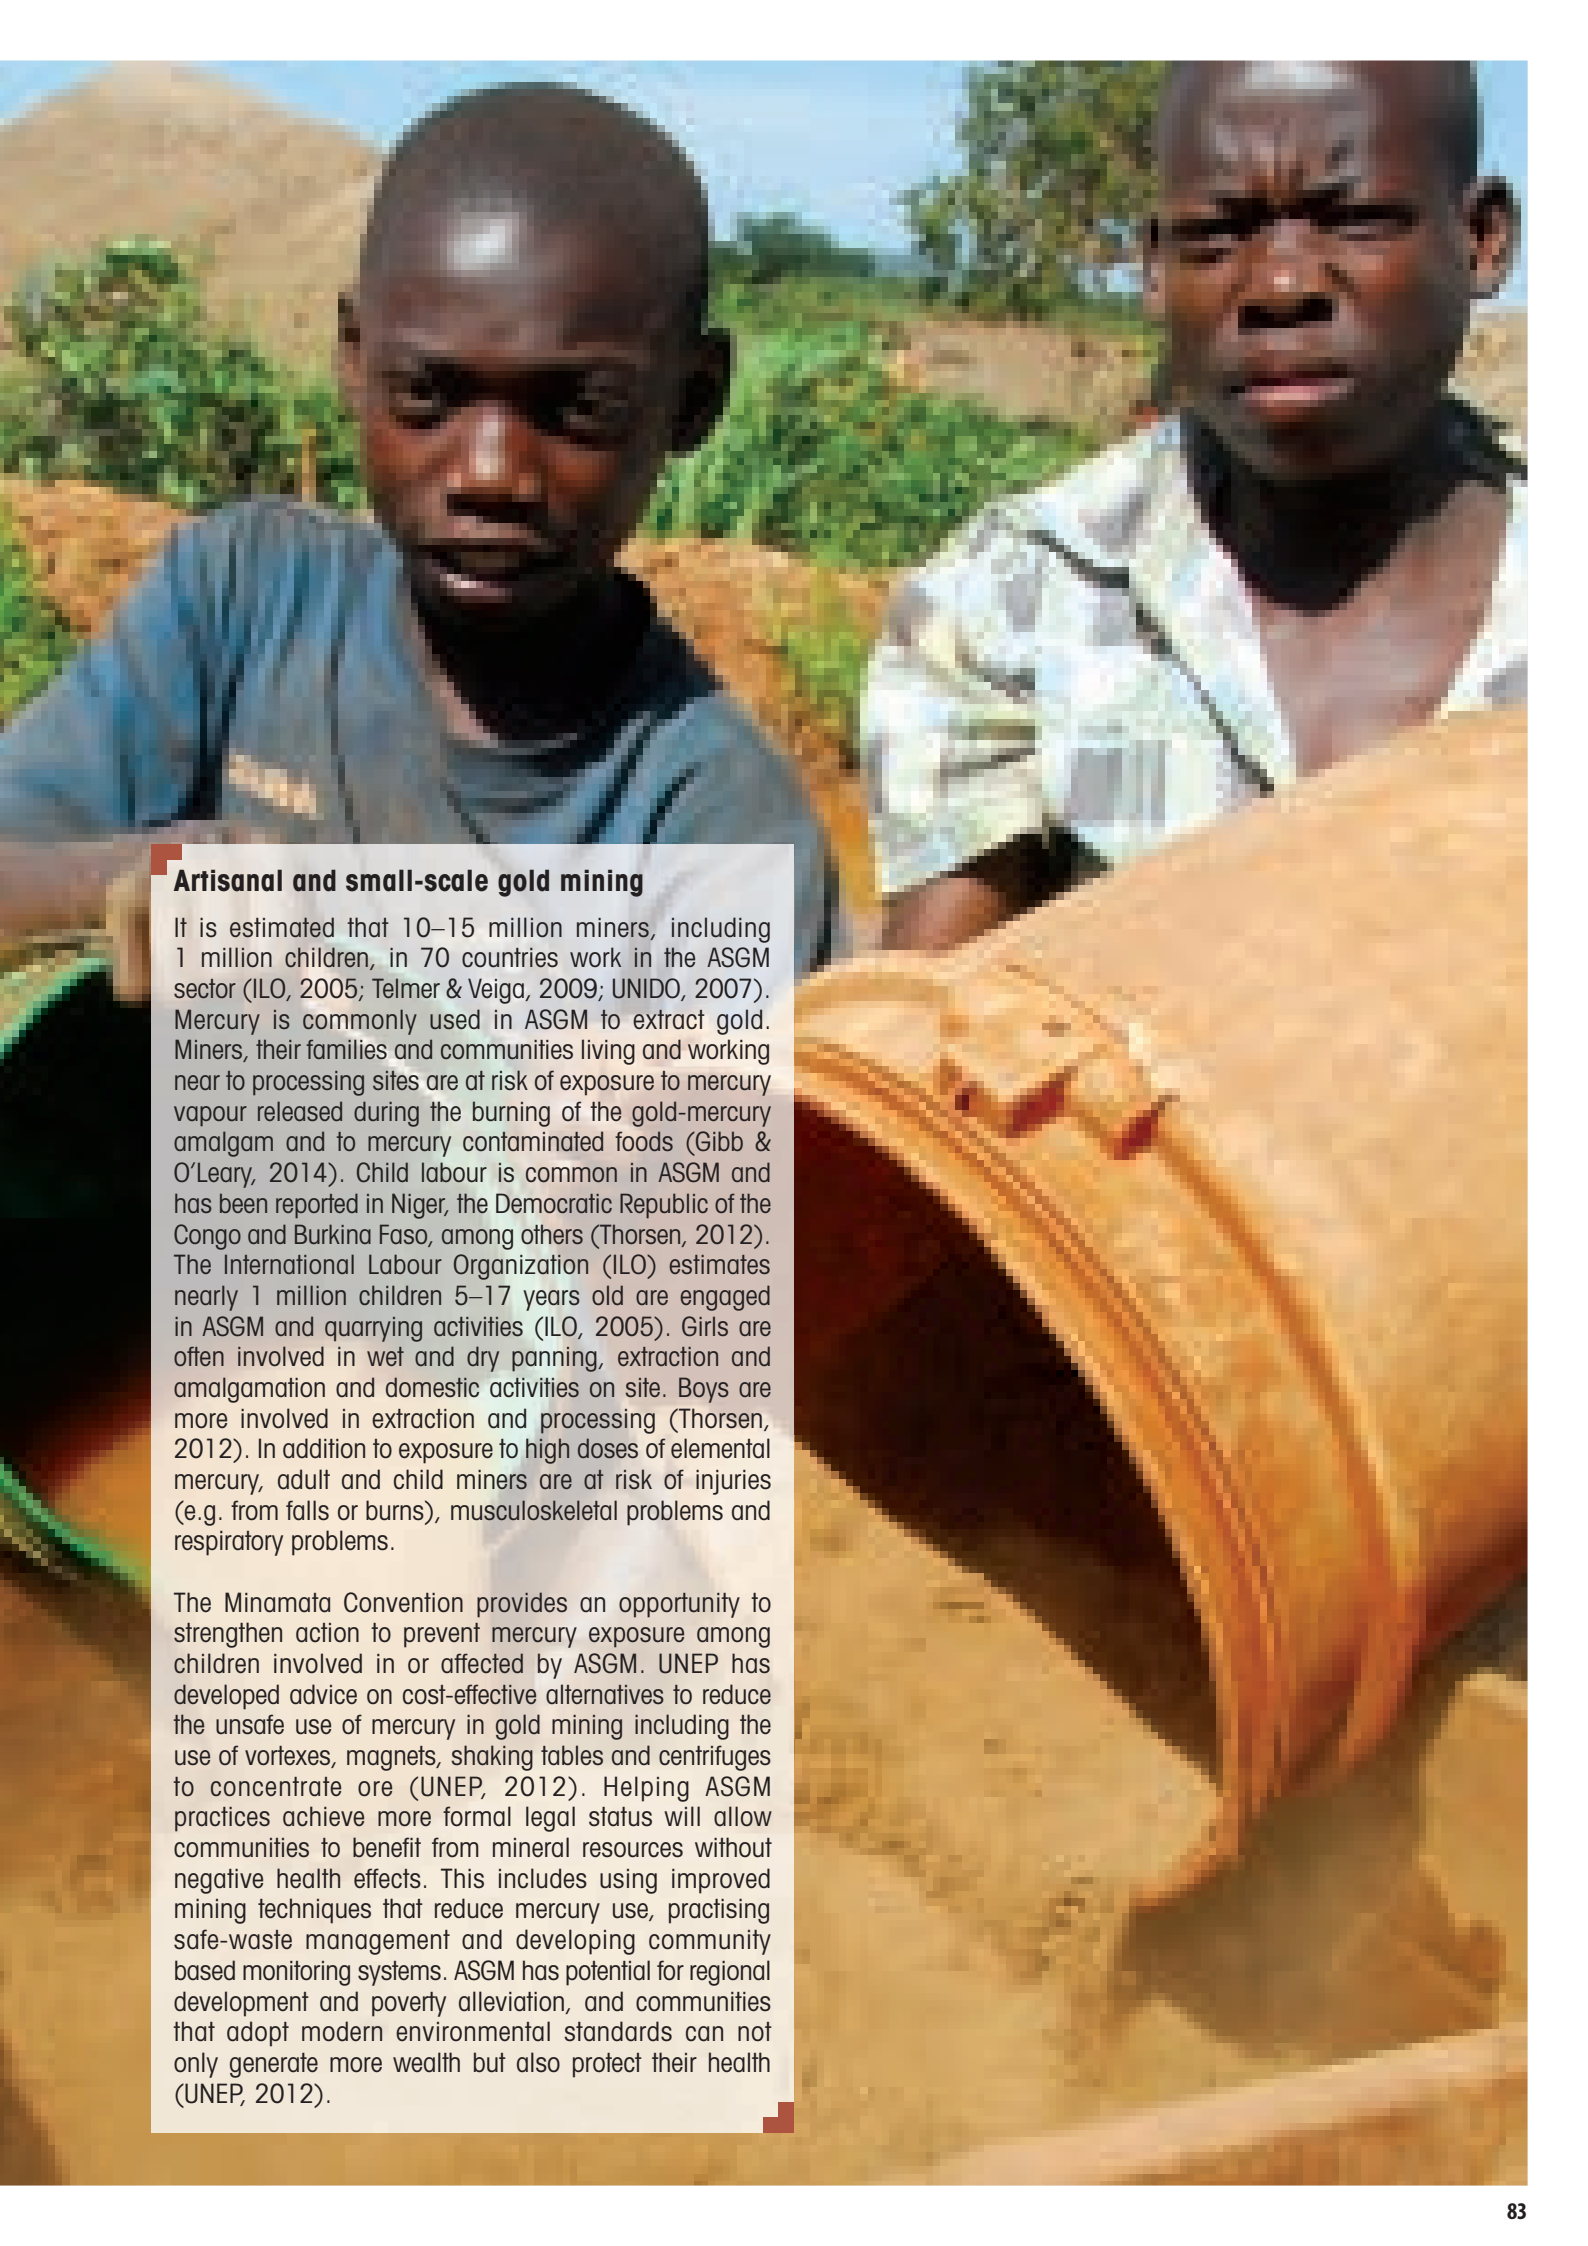 Artisanal and small-scale gold mining
It is estimated that 10–15 million miners, including
1 million children, in 70 countries work in the ASGM
sector (ILO, 2005; Telmer & Veiga, 2009; UNIDO, 2007).
Mercury is commonly used in ASGM to extract gold.
Miners, their families and communities living and working
near to processing sites are at risk of exposure to mercury
vapour released during the burning of the gold-mercury
amalgam and to mercury contaminated foods (Gibb &
O’Leary, 2014). Child labour is common in ASGM and
has been reported in Niger, the Democratic Republic of the
Congo and Burkina Faso, among others (Thorsen, 2012).
The International Labour Organization (ILO) estimates
nearly 1 million children 5–17 years old are engaged
in ASGM and quarrying activities (ILO, 2005). Girls are
often involved in wet and dry panning, extraction and
amalgamation and domestic activities on site. Boys are
more involved in extraction and processing (Thorsen,
2012). In addition to exposure to high doses of elemental
mercury, adult and child miners are at risk of injuries
(e.g. from falls or burns), musculoskeletal problems and
respiratory problems.
The Minamata Convention provides an opportunity to
strengthen action to prevent mercury exposure among
children involved in or affected by ASGM. UNEP has
developed advice on cost-effective alternatives to reduce
the unsafe use of mercury in gold mining including the
use of vortexes, magnets, shaking tables and centrifuges
to concentrate ore (UNEP, 2012). Helping ASGM
practices achieve more formal legal status will allow
communities to benefit from mineral resources without
negative health effects. This includes using improved
mining techniques that reduce mercury use, practising
safe-waste management and developing community
based monitoring systems. ASGM has potential for regional
development and poverty alleviation, and communities
that adopt modern environmental standards can not
only generate more wealth but also protect their health
(UNEP, 2012).
83